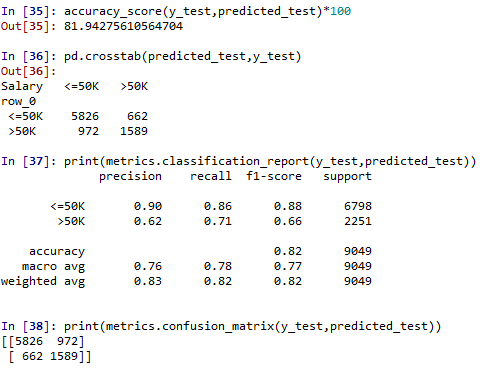 In [35]: accuracy_score(y_test,predicted_test)*100
Out[35]: 81.94275610564704
In [36]: pd.crosstab(predicted_test,y_test)
Out[36]:
Salary <=50K >50K
row_0
<=50K 5826 662
>50K 972 1589
In [37]: print(metrics.classification_report(y_test,predicted_test))
precision recall f1-score support
<=50K 0.90 0.86 0.88 6798
>50K 0.62 0.71 0.66 2251
accuracy 0.82 9049
macro avg 0.76 0.78 0.77 9049
weighted avg 0.83 0.82 0.82 9049
In [38]: print(metrics.confusion_matrix(y_test,predicted_test))
[[5826 972]
[ 662 1589]]